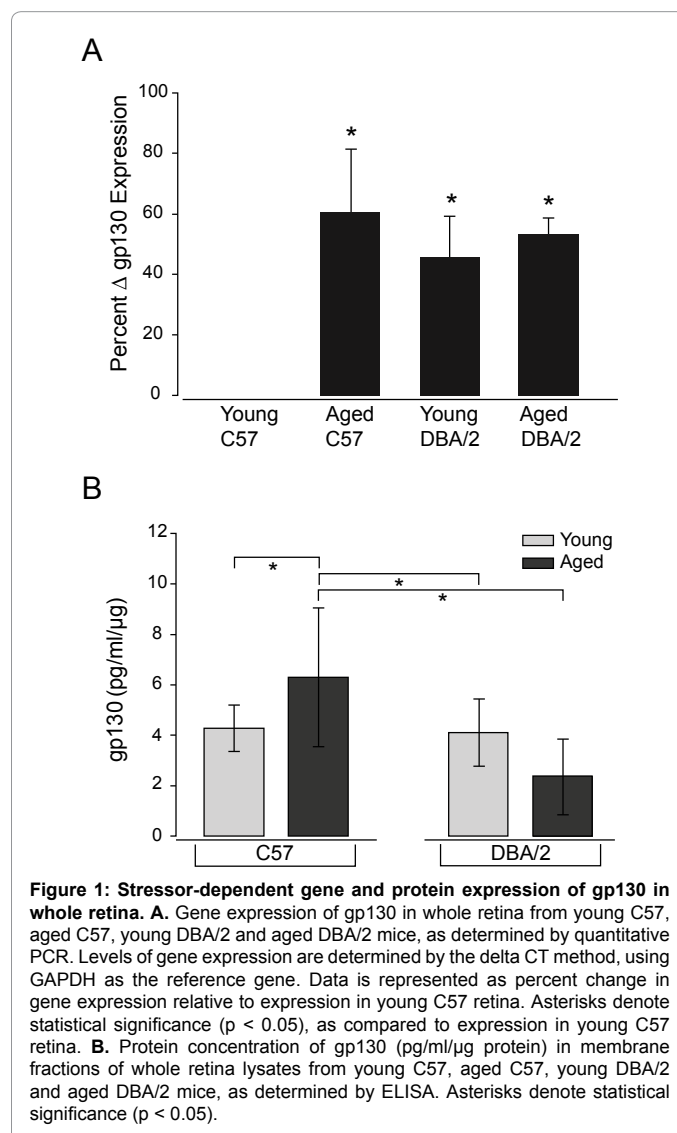 A
Percent Δ gp130 Expression
100
80
60
40
20
0
*
*
*
Young Aged Young Aged
C57 C57 DBA/2 DBA/2
B
gp130 (pg/ml/µg)
12
10
8
6
4
2
0
Young
Aged
*
*
*
C57 DBA/2
Figure 1: Stressor-dependent gene and protein expression of gp130 in
whole retina. A. Gene expression of gp130 in whole retina from young C57,
aged C57, young DBA/2 and aged DBA/2 mice, as determined by quantitative
PCR. Levels of gene expression are determined by the delta CT method, using
GAPDH as the reference gene. Data is represented as percent change in
gene expression relative to expression in young C57 retina. Asterisks denote
statistical significance (p < 0.05), as compared to expression in young C57
retina. B. Protein concentration of gp130 (pg/ml/µg protein) in membrane
fractions of whole retina lysates from young C57, aged C57, young DBA/2
and aged DBA/2 mice, as determined by ELISA. Asterisks denote statistical
significance (p < 0.05).